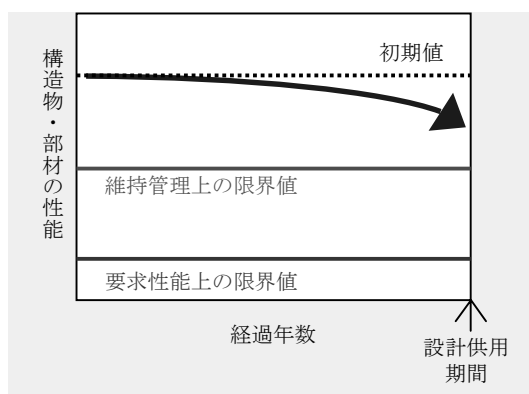 構造物・部材の性能
初期値
維持管理上の限界値
要求性能上の限界値
経過年数
設計供用
期間